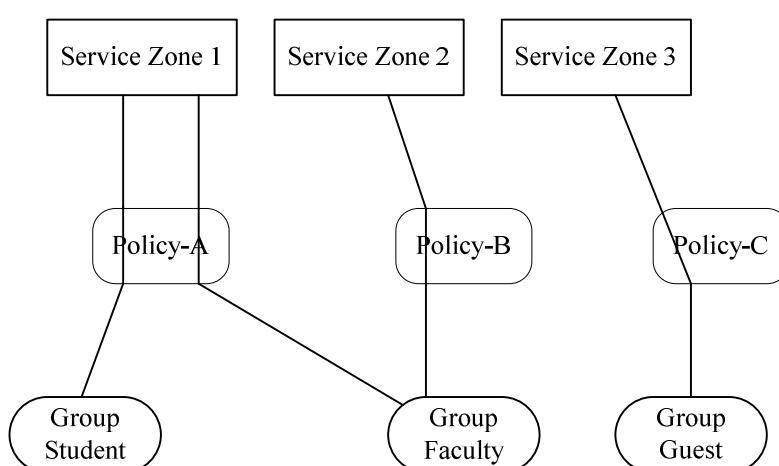 Service Zone 1
Service Zone 2
Service Zone 3
Policy-A
Policy-B
Policy-C
Group
Student
Group
Faculty
Group
Guest